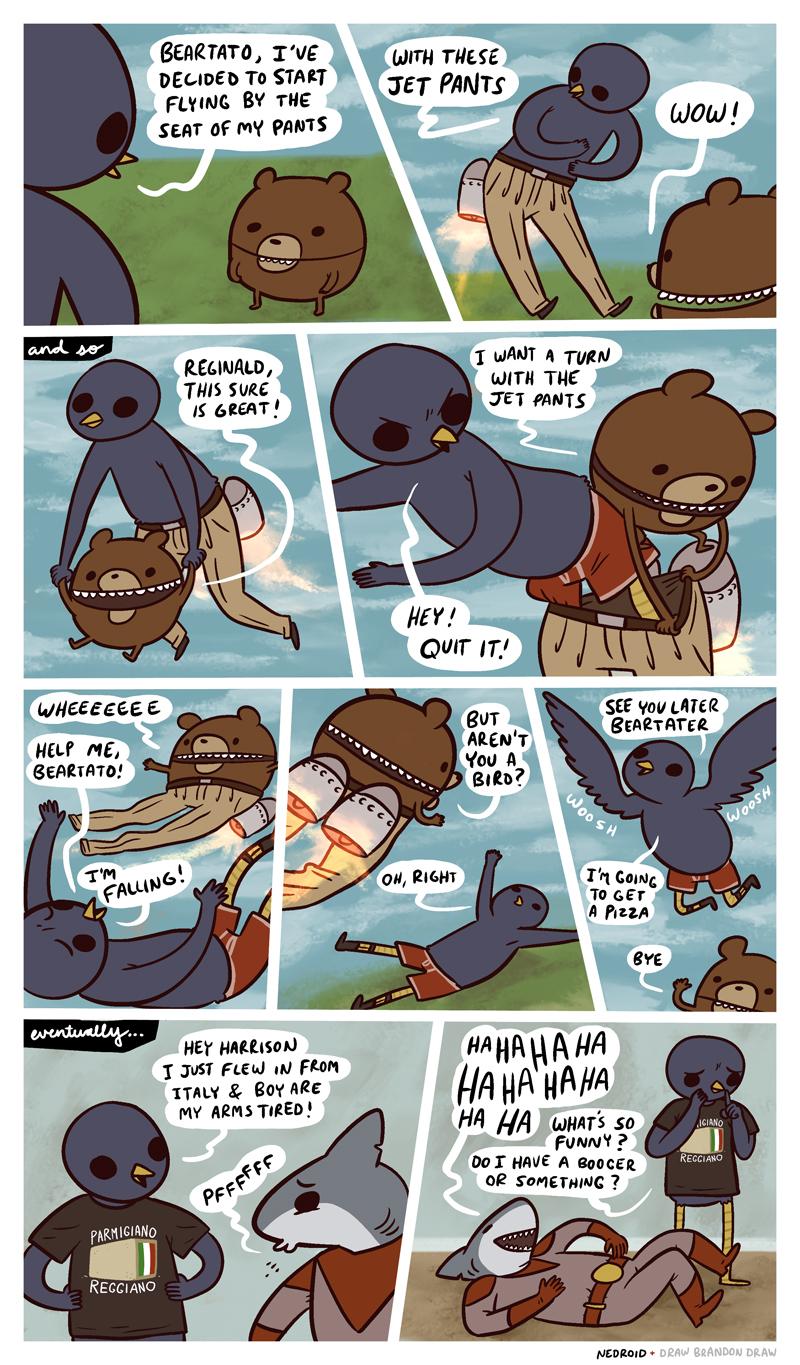 BEARTATO, I'VE
DECIDED TO START
FLYING BY THE
SEAT OF MY PANTS
WITH THESE
JET PANTS
WOW!
and so
REGINALD,
THIS SURE
IS GREAT!
I WANT A TURN
WITH THE
JET PANTS
HEY!
QUIT IT!
WHEEEEEEE
HELP ME,
BEARTATO!
I'M
FALLING!
BUT
AREN'T
YOU A
BIRD?
OH, RIGHT
SEE YOU LATER
BEARTATER
WOOSH
WOOSH
I'M GOING
TO GET
A PIZZA
BYE
eventually...
HEY HARRISON
I JUST FLEW IN FROM
ITALY & BOY ARE
MY ARMS TIRED!
PFFFFFFF
PARMIGIANO
REGGIANO
HA HA HA HA
HA HA HA HA
HA HA
WHAT'S SO
FUNNY?
DO I HAVE A BOOGER
OR SOMETHING?
MIGIANO
REGGIANO
NEDROID + DRAW BRANDON DRAW